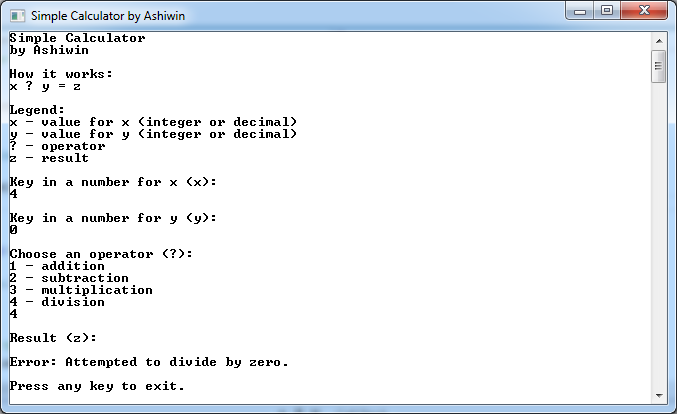 Simple Calculator by Ashiwin
Simple Calculator
by Ashiwin
How it works:
x ? y = z
Legend:
x - value for x (integer or decimal)
y - value for y (integer or decimal)
? - operator
z - result
Key in a number for x (x):
4
Key in a number for y (y):
0
Choose an operator (?):
1 - addition
2 - subtraction
3 - multiplication
4 - division
4
Result (z):
Error: Attempted to divide by zero.
Press any key to exit.